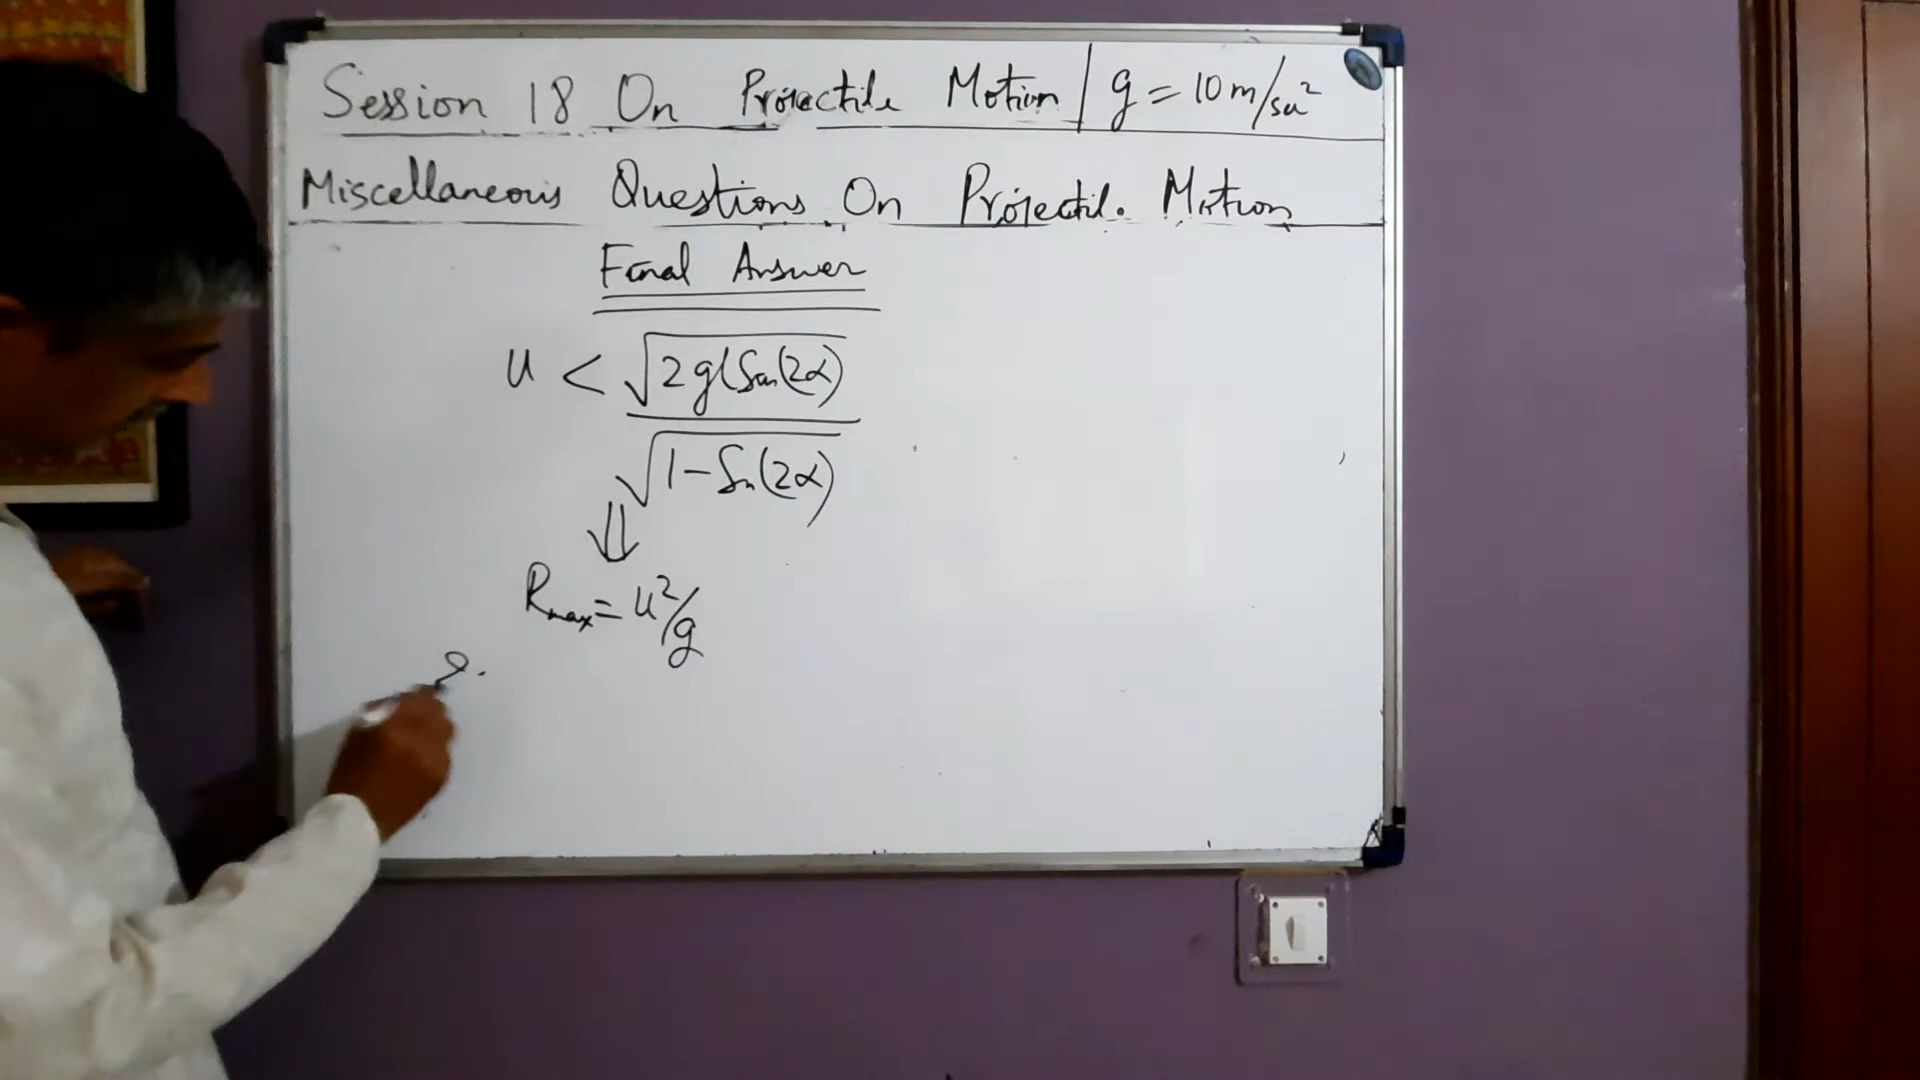 Session 18 On Projectile Motion | g = 10 m/sec²
Miscellaneous Questions On Projectile Motion
Final Answer
u < √2gl Sin(2α)
√1 - Sin(2α)
⇓
Rmax = u²/g